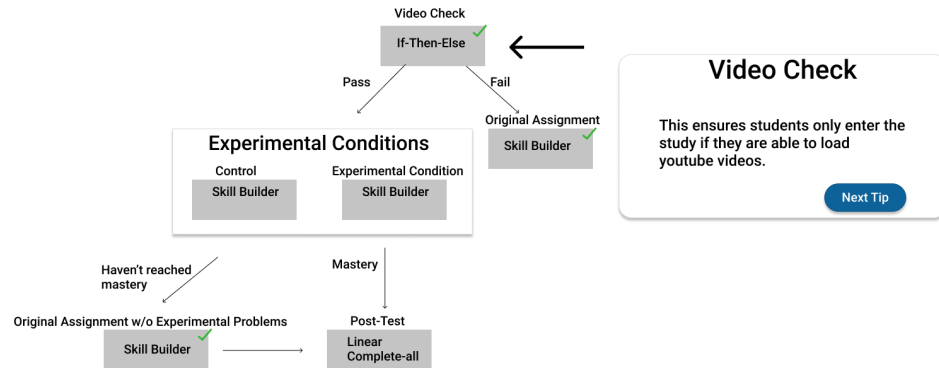 Video Check
If-Then-Else
Pass
Fail
Original Assignment
Skill Builder
Experimental Conditions
Control
Skill Builder
Experimental Condition
Skill Builder
Haven't reached
mastery
Mastery
Original Assignment w/o Experimental Problems
Skill Builder
Post-Test
Linear
Complete-all
Video Check
This ensures students only enter the
study if they are able to load
youtube videos.
Next Tip